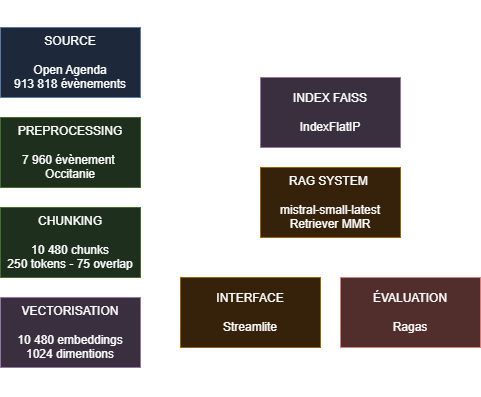 SOURCE
Open Agenda
913 818 évènements
PREPROCESSING
7 960 évènement
Occitanie
CHUNKING
10 480 chunks
250 tokens - 75 overlap
VECTORISATION
10 480 embeddings
1024 dimentions
INDEX FAISS
IndexFlatIP
RAG SYSTEM
mistral-small-latest
Retriever MMR
INTERFACE
Streamlite
ÉVALUATION
Ragas